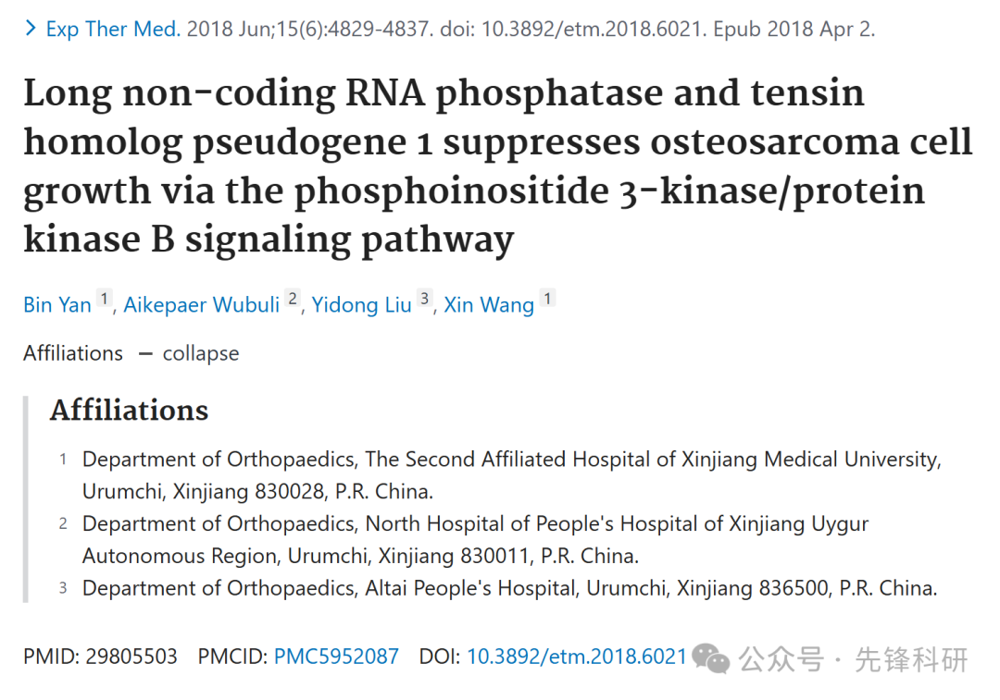 > Exp Ther Med. 2018 Jun;15(6):4829-4837. doi: 10.3892/etm.2018.6021. Epub 2018 Apr 2.
Long non-coding RNA phosphatase and tensin
homolog pseudogene 1 suppresses osteosarcoma cell
growth via the phosphoinositide 3-kinase/protein
kinase B signaling pathway
Bin Yan 1, Aikepaer Wubuli 2, Yidong Liu 3, Xin Wang 1
Affiliations — collapse
Affiliations
1 Department of Orthopaedics, The Second Affiliated Hospital of Xinjiang Medical University,
Urumchi, Xinjiang 830028, P.R. China.
2 Department of Orthopaedics, North Hospital of People's Hospital of Xinjiang Uygur
Autonomous Region, Urumchi, Xinjiang 830011, P.R. China.
3 Department of Orthopaedics, Altai People's Hospital, Urumchi, Xinjiang 836500, P.R. China.
PMID: 29805503 PMCID: PMC5952087 DOI: 10.3892/etm.2018.6021
公众号 · 先锋科研